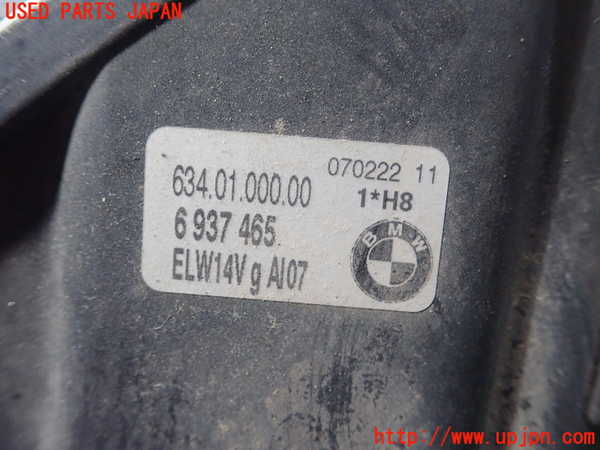 USED PARTS JAPAN
070222 11
634.01.000.00
1*H8
6 937 465
BMW
ELW14V g AI07
http://www.upjpn.com/